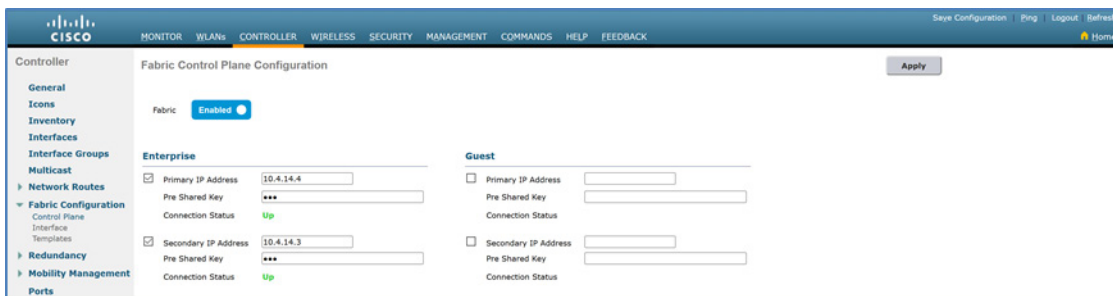 Save Configuration Ping Logout Refresh
CISCO
MONITOR WLANs CONTROLLER WIRELESS SECURITY MANAGEMENT COMMANDS HELP FEEDBACK
Home
Controller
General
Icons
Inventory
Interfaces
Interface Groups
Multicast
Network Routes
Fabric Configuration
Control Plane
Interface
Templates
Redundancy
Mobility Management
Ports
Fabric Control Plane Configuration
Apply
Fabric Enabled
Enterprise
Primary IP Address 10.4.14.4
Pre Shared Key •••
Connection Status Up
Secondary IP Address 10.4.14.3
Pre Shared Key •••
Connection Status Up
Guest
Primary IP Address
Pre Shared Key
Connection Status
Secondary IP Address
Pre Shared Key
Connection Status